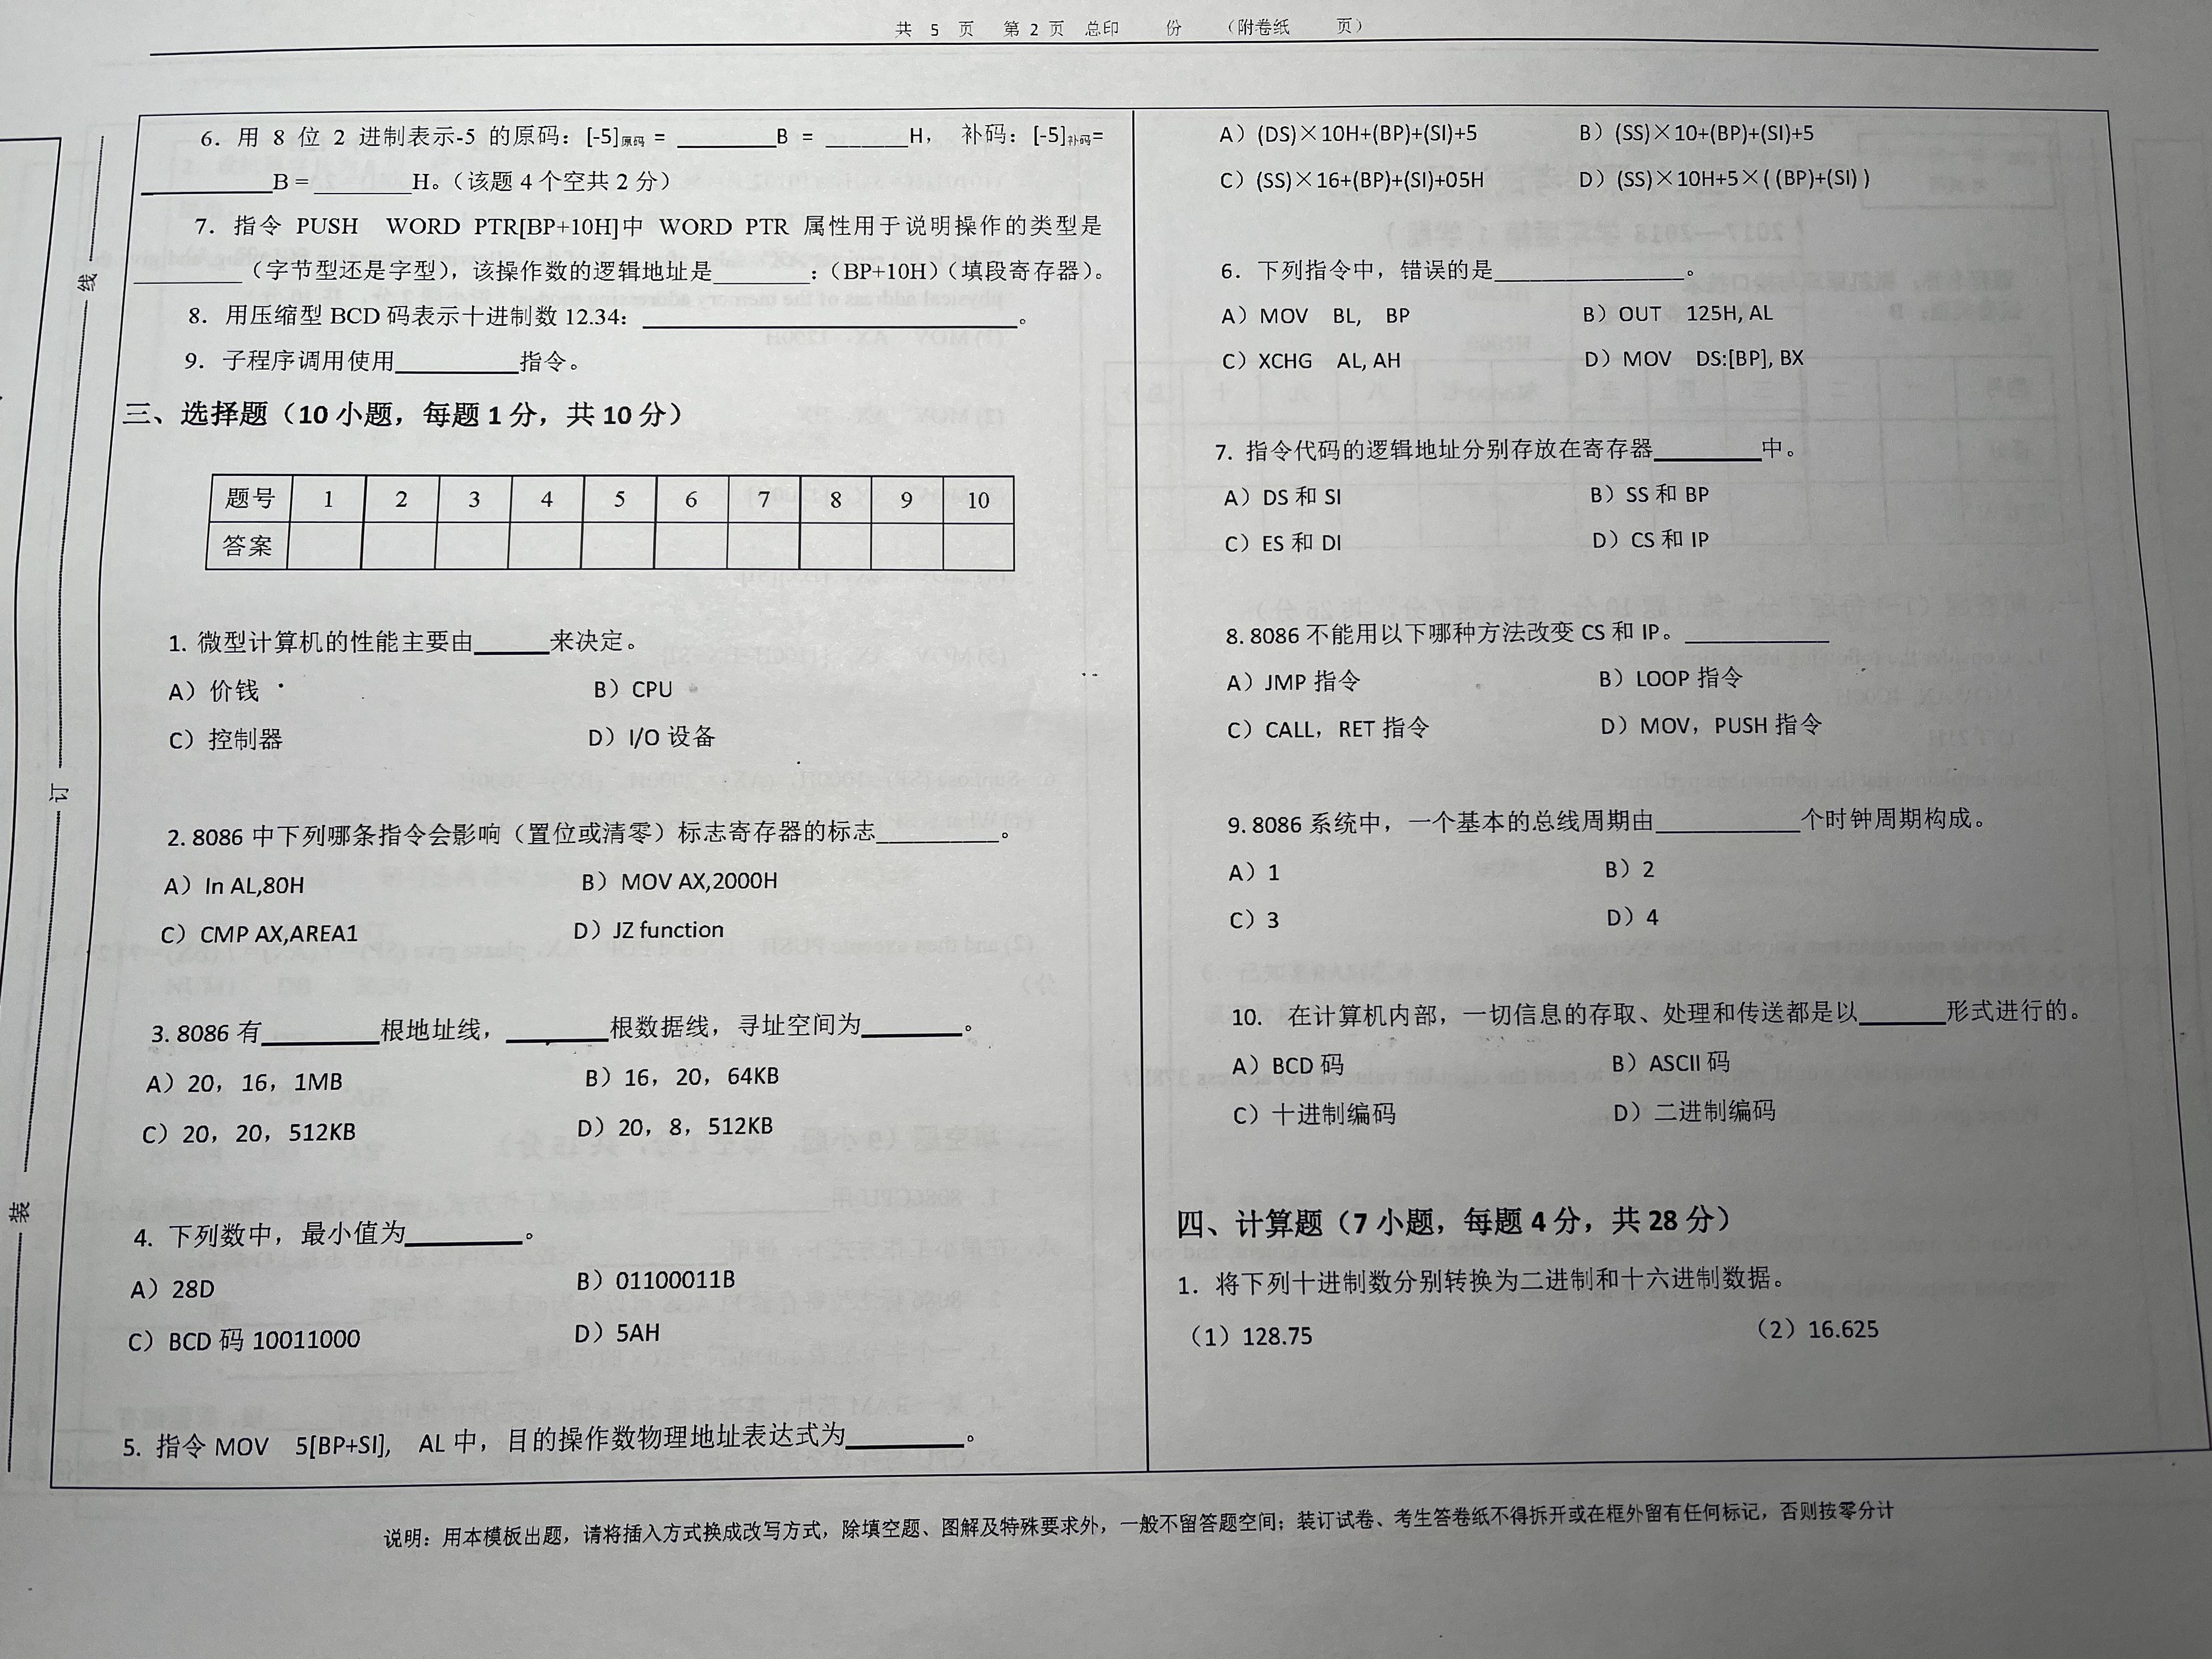 共 5 页 第 2 页 总印 份 （附卷纸 页）
6．用 8 位 2 进制表示-5 的原码：[-5]原码 = ________B = ________H， 补码：[-5]补码=
________B = ________H。（该题 4 个空共 2 分）
7．指令 PUSH WORD PTR[BP+10H]中 WORD PTR 属性用于说明操作的类型是
________（字节型还是字型），该操作数的逻辑地址是________：(BP+10H)（填段寄存器）。
8．用压缩型 BCD 码表示十进制数 12.34：________________。
9．子程序调用使用________指令。
三、选择题（10 小题，每题 1 分，共 10 分）
题号 1 2 3 4 5 6 7 8 9 10
答案
1. 微型计算机的性能主要由______来决定。
A）价钱 B）CPU
C）控制器 D）I/O 设备
2. 8086 中下列哪条指令会影响（置位或清零）标志寄存器的标志__________。
A）In AL,80H B）MOV AX,2000H
C）CMP AX,AREA1 D）JZ function
3. 8086 有________根地址线，________根数据线，寻址空间为________。
A）20，16，1MB B）16，20，64KB
C）20，20，512KB D）20，8，512KB
4. 下列数中，最小值为________。
A）28D B）01100011B
C）BCD 码 10011000 D）5AH
5. 指令 MOV 5[BP+SI], AL 中，目的操作数物理地址表达式为________。
A）(DS)×10H+(BP)+(SI)+5 B）(SS)×10+(BP)+(SI)+5
C）(SS)×16+(BP)+(SI)+05H D）(SS)×10H+5×( (BP)+(SI) )
6．下列指令中，错误的是______________。
A）MOV BL, BP B）OUT 125H, AL
C）XCHG AL, AH D）MOV DS:[BP], BX
7. 指令代码的逻辑地址分别存放在寄存器________中。
A）DS 和 SI B）SS 和 BP
C）ES 和 DI D）CS 和 IP
8. 8086 不能用以下哪种方法改变 CS 和 IP。__________
A）JMP 指令 B）LOOP 指令
C）CALL，RET 指令 D）MOV，PUSH 指令
9. 8086 系统中，一个基本的总线周期由__________个时钟周期构成。
A）1 B）2
C）3 D）4
10. 在计算机内部，一切信息的存取、处理和传送都是以______形式进行的。
A）BCD 码 B）ASCII 码
C）十进制编码 D）二进制编码
四、计算题（7 小题，每题 4 分，共 28 分）
1．将下列十进制数分别转换为二进制和十六进制数据。
（1）128.75 （2）16.625
说明：用本模板出题，请将插入方式换成改写方式，除填空题、图解及特殊要求外，一般不留答题空间；装订试卷、考生答卷纸不得拆开或在框外留有任何标记，否则按零分计
线
订
装